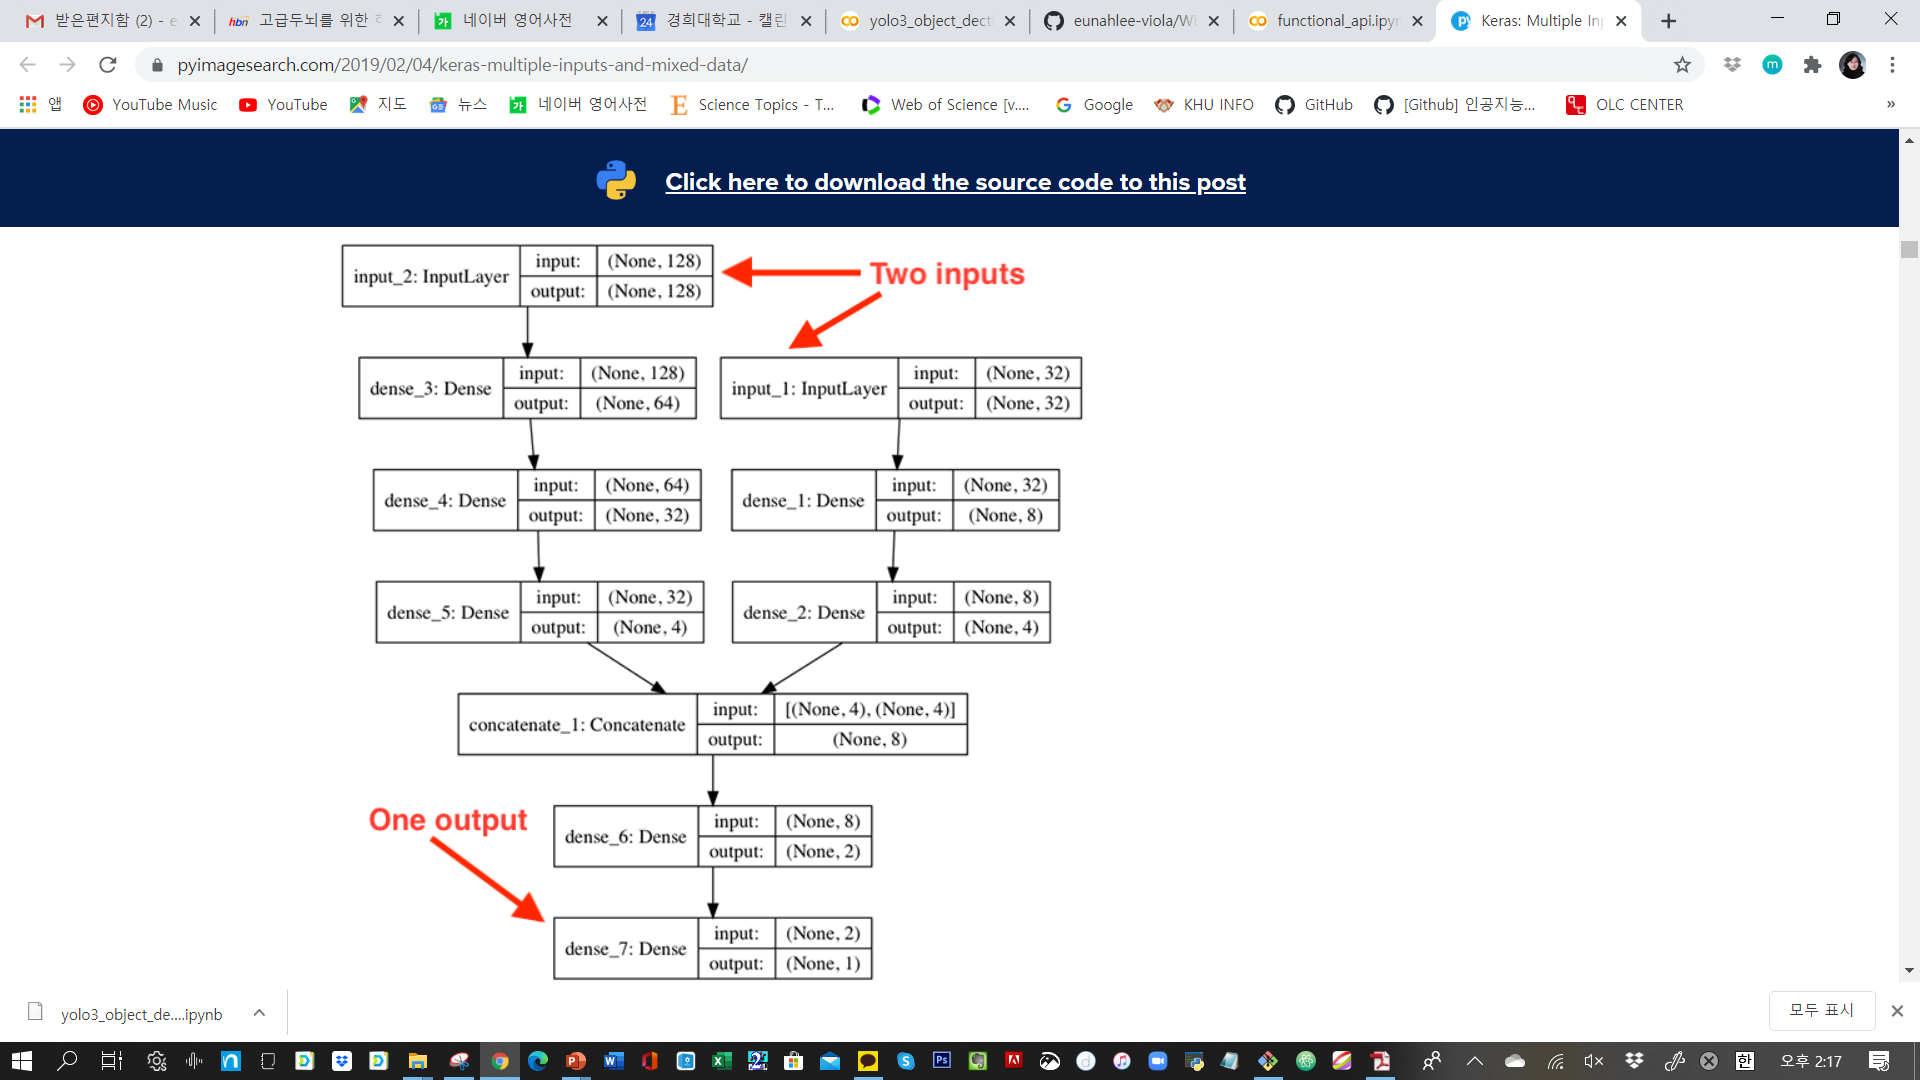 받은편지함 (2) - e
hbn 고급두뇌를 위한
네이버 영어사전
경희대학교 - 캘린
yolo3_object_dect
eunahlee-viola/W
functional_api.ipyn
Keras: Multiple In
pyimagesearch.com/2019/02/04/keras-multiple-inputs-and-mixed-data/
앱 YouTube Music YouTube 지도 뉴스 네이버 영어사전 Science Topics - T... Web of Science [v.... Google KHU INFO GitHub [Github] 인공지능... OLC CENTER »
Click here to download the source code to this post
input_2: InputLayer
input: (None, 128)
output: (None, 128)
Two inputs
dense_3: Dense
input: (None, 128)
output: (None, 64)
input_1: InputLayer
input: (None, 32)
output: (None, 32)
dense_4: Dense
input: (None, 64)
output: (None, 32)
dense_1: Dense
input: (None, 32)
output: (None, 8)
dense_5: Dense
input: (None, 32)
output: (None, 4)
dense_2: Dense
input: (None, 8)
output: (None, 4)
concatenate_1: Concatenate
input: [(None, 4), (None, 4)]
output: (None, 8)
One output
dense_6: Dense
input: (None, 8)
output: (None, 2)
dense_7: Dense
input: (None, 2)
output: (None, 1)
yolo3_object_de....ipynb
모두 표시
한 오후 2:17